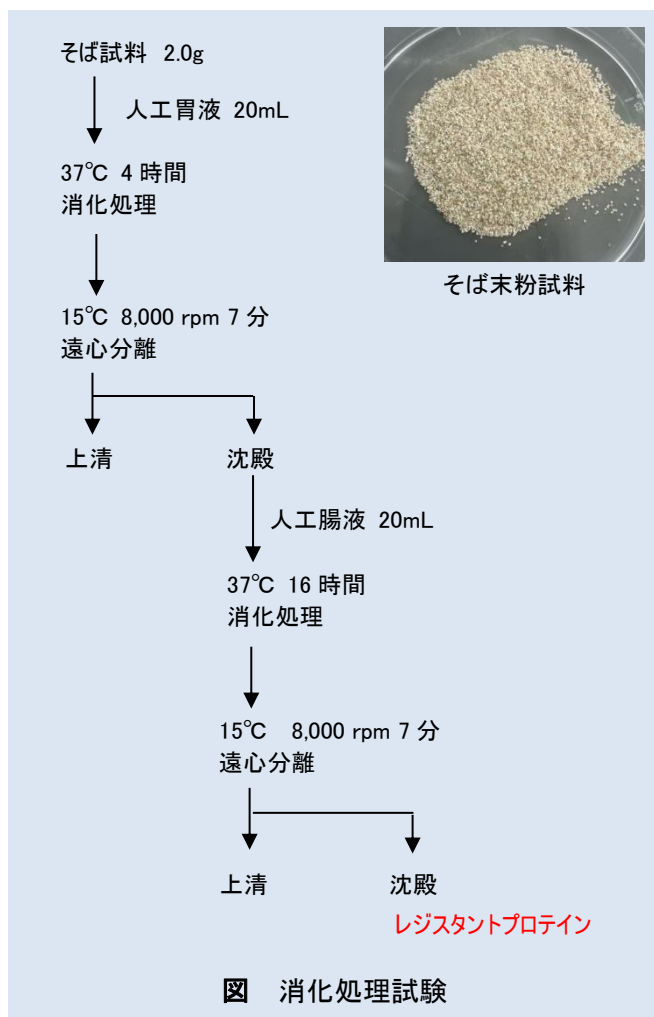 そば試料 2.0g
人工胃液 20mL
37℃ 4 時間
消化処理
そば末粉試料
15℃ 8,000 rpm 7 分
遠心分離
上清 沈殿
人工腸液 20mL
37℃ 16 時間
消化処理
15℃ 8,000 rpm 7 分
遠心分離
上清 沈殿
レジスタントプロテイン
図 消化処理試験